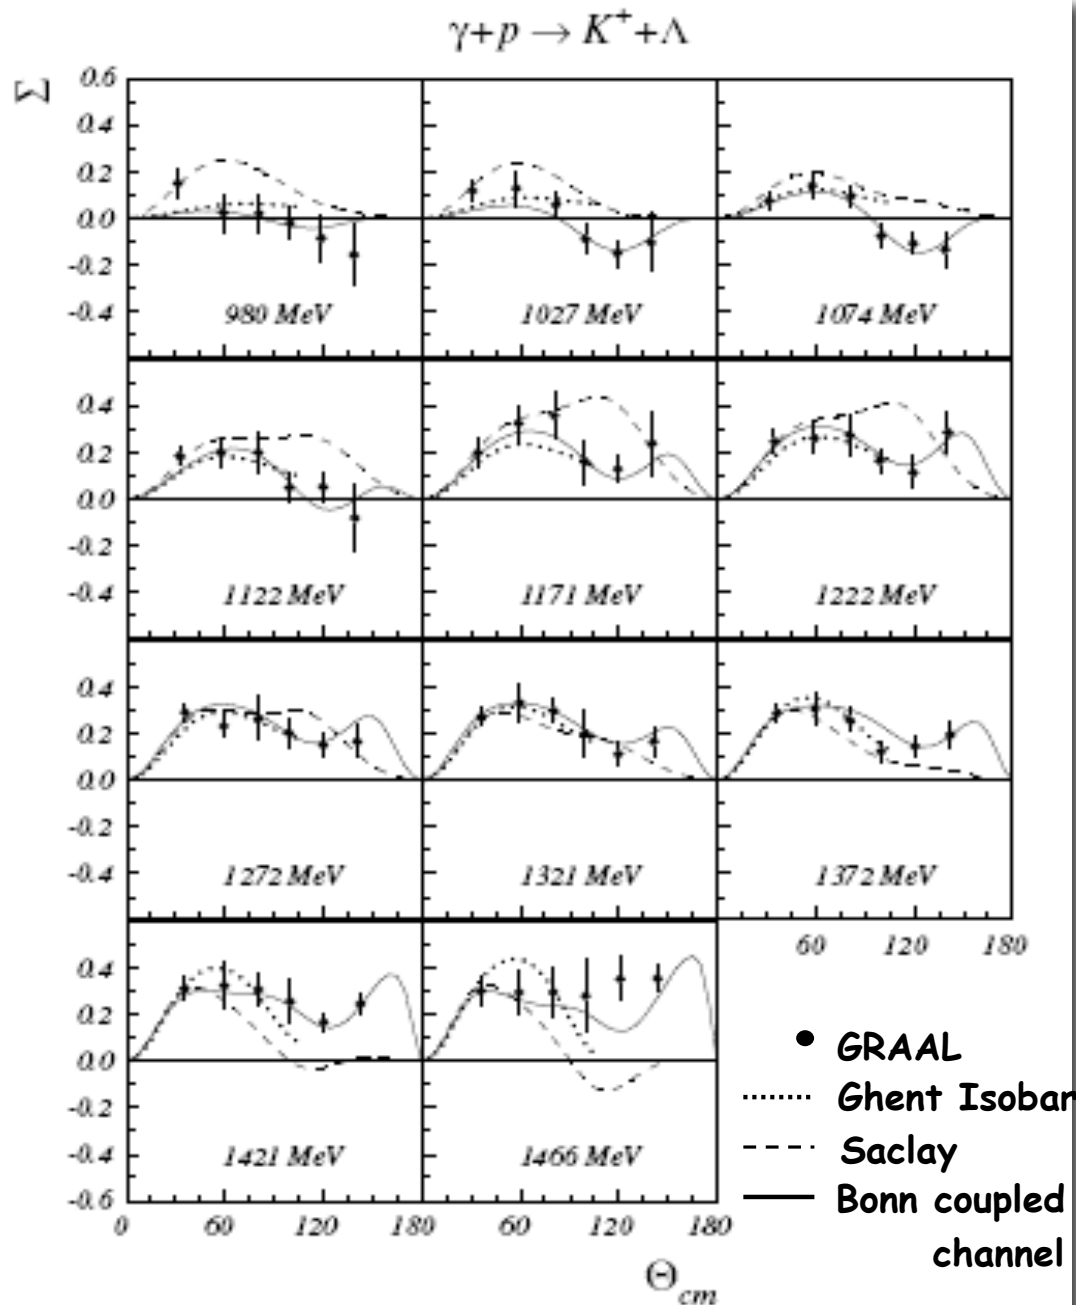 γ+p → K⁺+Λ
Σ
0.6
0.4
0.2
0.0
-0.2
-0.4
980 MeV
1027 MeV
1074 MeV
0.4
0.2
0.0
-0.2
-0.4
1122 MeV
1171 MeV
1222 MeV
0.4
0.2
0.0
-0.2
-0.4
1272 MeV
1321 MeV
1372 MeV
60 120 180
0.4
0.2
0.0
-0.2
-0.4
-0.6
1421 MeV
1466 MeV
0 60 120 180 60 120 180
Θcm
GRAAL
Ghent Isobar
Saclay
Bonn coupled
channel